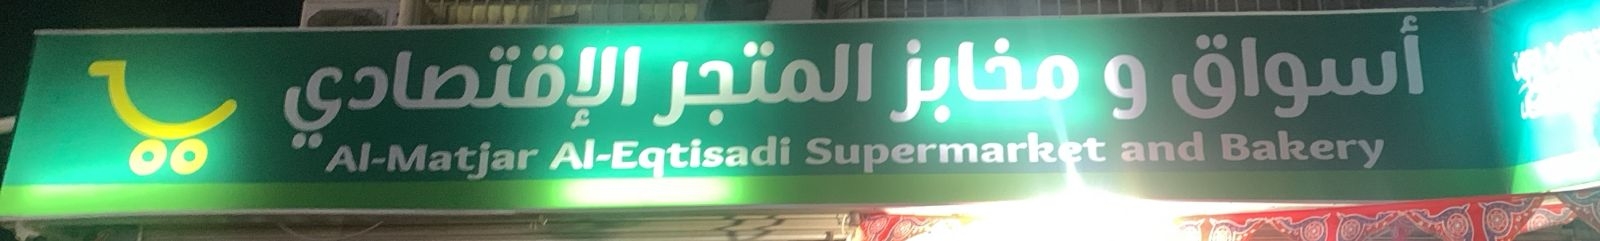 أسواق و مخابز المتجر الإقتصادي
Al-Matjar Al-Eqtisadi Supermarket and Bakery